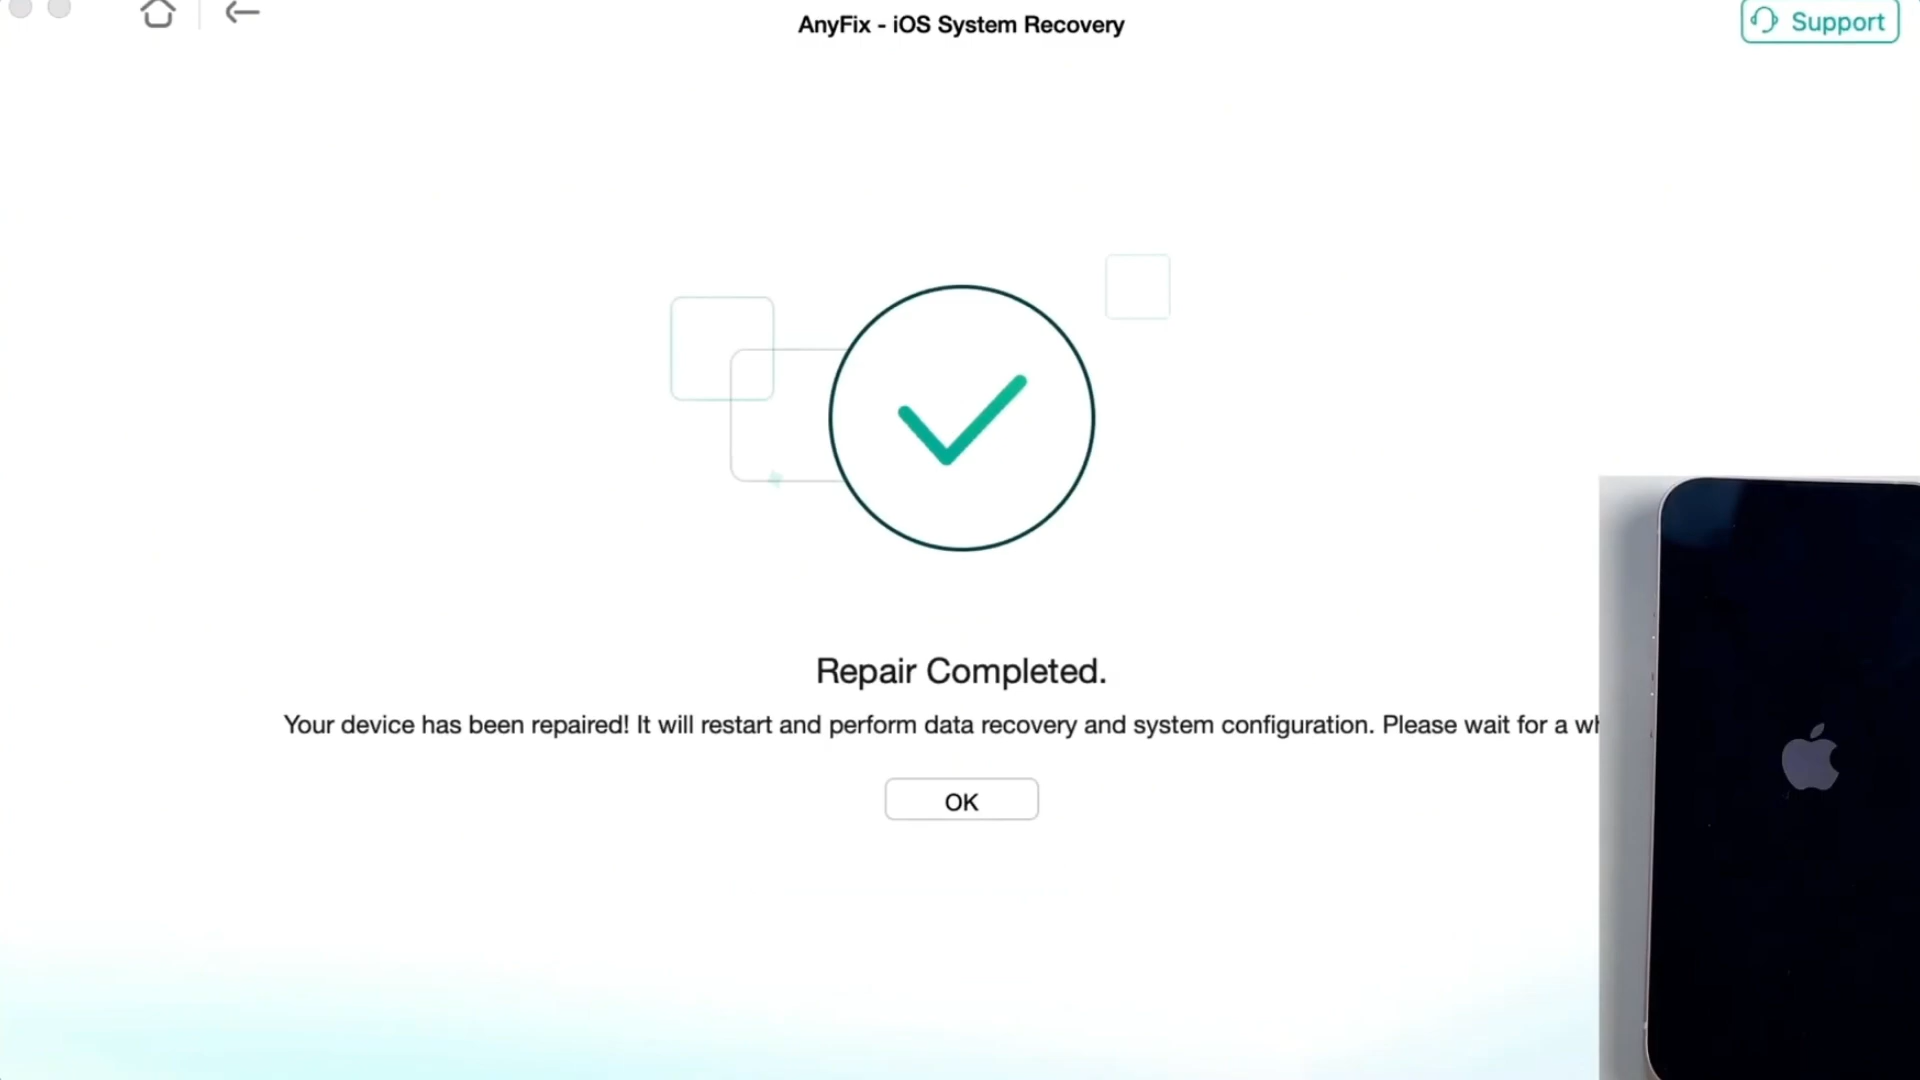 AnyFix - iOS System Recovery
Support
Repair Completed.
Your device has been repaired! It will restart and perform data recovery and system configuration. Please wait for a
OK